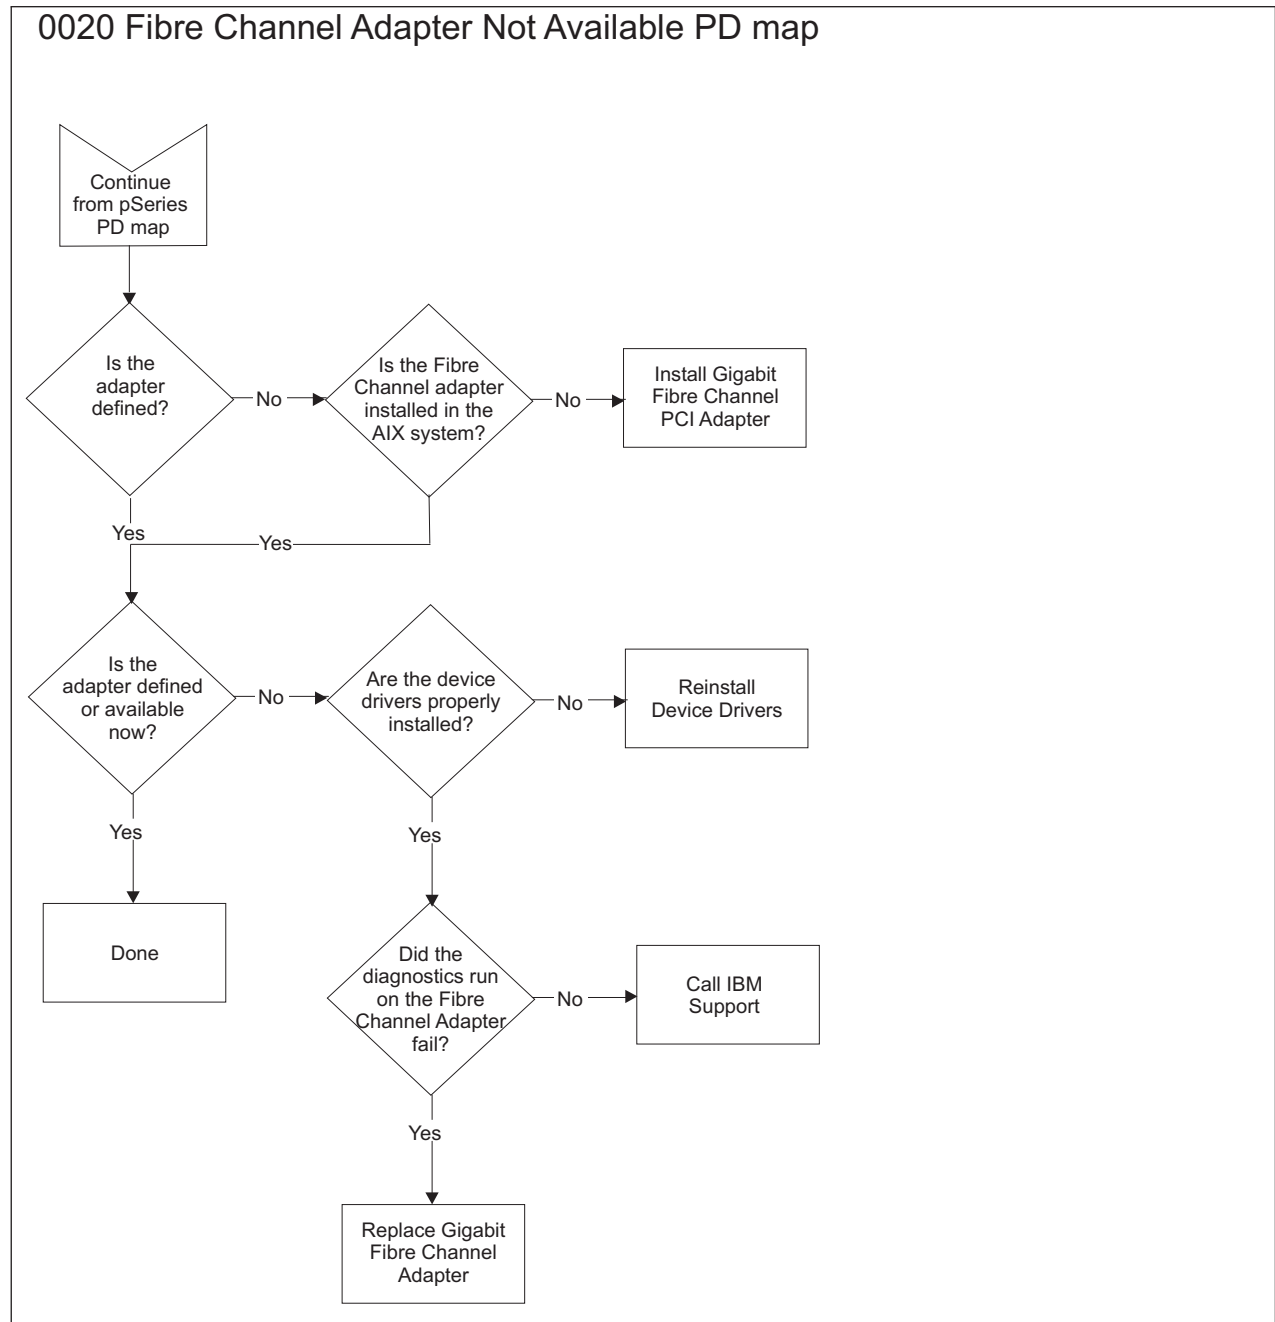 0020 Fibre Channel Adapter Not Available PD map
Continue
from pSeries
PD map
Is the
adapter
defined?
No
Is the Fibre
Channel adapter
installed in the
AIX system?
No
Install Gigabit
Fibre Channel
PCI Adapter
Yes
Yes
Is the
adapter defined
or available
now?
No
Are the device
drivers properly
installed?
No
Reinstall
Device Drivers
Yes
Yes
Done
Did the
diagnostics run
on the Fibre
Channel Adapter
fail?
No
Call IBM
Support
Yes
Replace Gigabit
Fibre Channel
Adapter